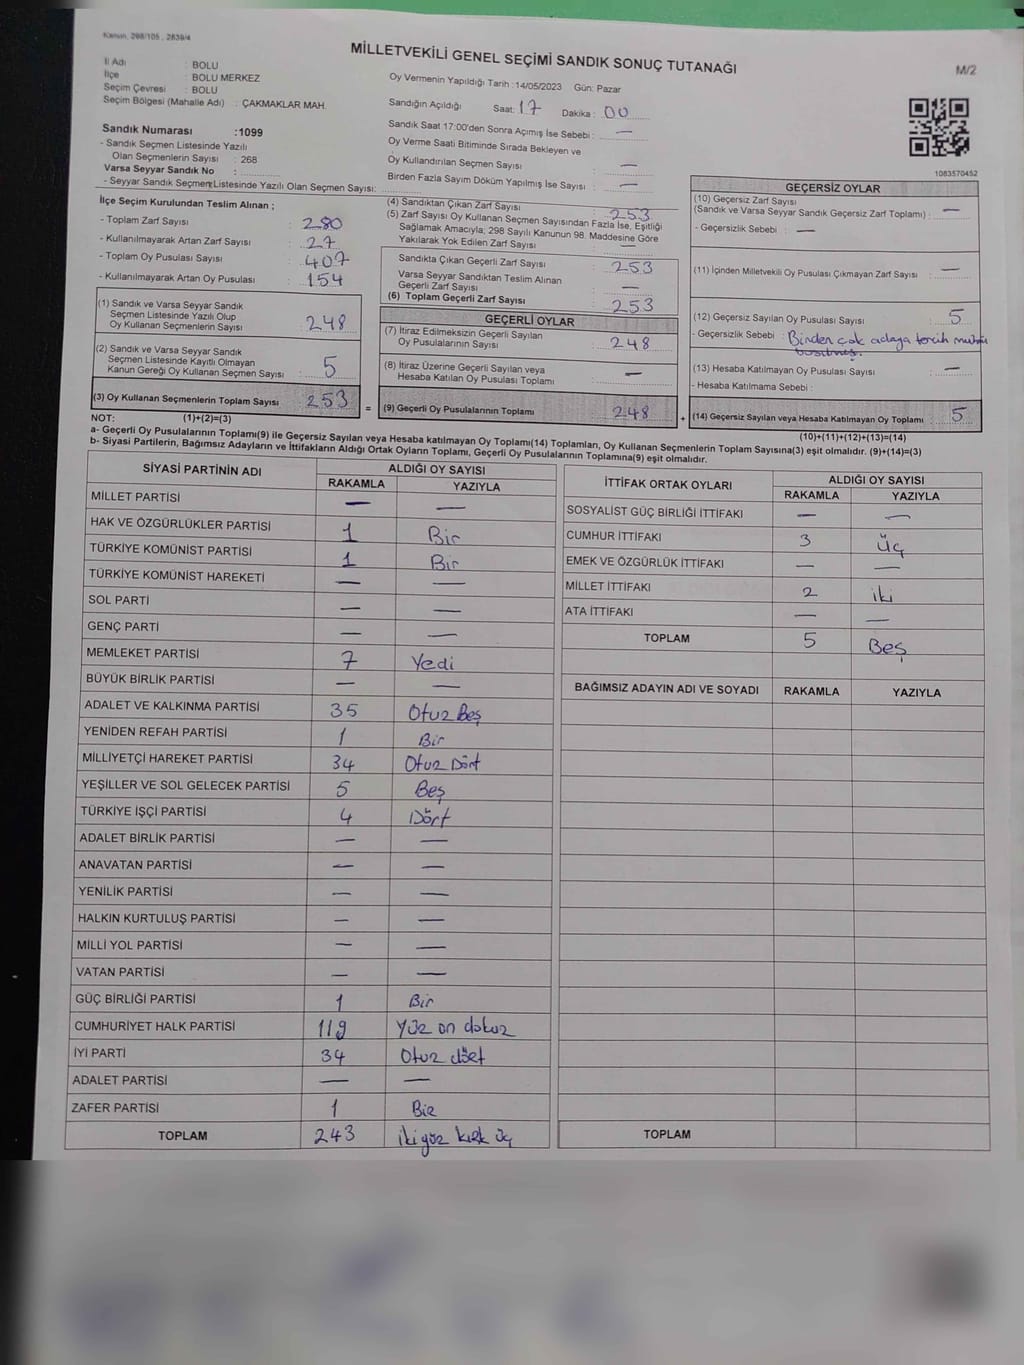 Kanun, 298/105 , 2839/4
MİLLETVEKİLİ GENEL SEÇİMİ SANDIK SONUÇ TUTANAĞI
M/2
İl Adı : BOLU
İlçe : BOLU MERKEZ
Seçim Çevresi : BOLU
Seçim Bölgesi (Mahalle Adı) : ÇAKMAKLAR MAH.
Sandık Numarası :1099
- Sandık Seçmen Listesinde Yazılı
Olan Seçmenlerin Sayısı : 268
Varsa Seyyar Sandık No :
- Seyyar Sandık Seçmen Listesinde Yazılı Olan Seçmen Sayısı:
Oy Vermenin Yapıldığı Tarih : 14/05/2023 Gün: Pazar
Sandığın Açıldığı Saat: 17 Dakika : 00
Sandık Saat 17:00'den Sonra Açımış İse Sebebi : —
Oy Verme Saati Bitiminde Sırada Bekleyen ve
Oy Kullandırılan Seçmen Sayısı —
Birden Fazla Sayım Döküm Yapılmış İse Sayısı : —
1083570452
İlçe Seçim Kurulundan Teslim Alınan ;
- Toplam Zarf Sayısı : 280
- Kullanılmayarak Artan Zarf Sayısı : 27
- Toplam Oy Pusulası Sayısı : 407
- Kullanılmayarak Artan Oy Pusulası : 154
(1) Sandık ve Varsa Seyyar Sandık
Seçmen Listesinde Yazılı Olup
Oy Kullanan Seçmenlerin Sayısı : 248
(2) Sandık ve Varsa Seyyar Sandık
Seçmen Listesinde Kayıtlı Olmayan
Kanun Gereği Oy Kullanan Seçmen Sayısı : 5
(3) Oy Kullanan Seçmenlerin Toplam Sayısı : 253
(4) Sandıktan Çıkan Zarf Sayısı : 253
(5) Zarf Sayısı Oy Kullanan Seçmen Sayısından Fazla İse, Eşitliği
Sağlamak Amacıyla, 298 Sayılı Kanunun 98. Maddesine Göre
Yakılarak Yok Edilen Zarf Sayısı : —
Sandıkta Çıkan Geçerli Zarf Sayısı : 253
Varsa Seyyar Sandıktan Teslim Alınan
Geçerli Zarf Sayısı : —
(6) Toplam Geçerli Zarf Sayısı : 253
GEÇERLİ OYLAR
(7) İtiraz Edilmeksizin Geçerli Sayılan
Oy Pusulalarının Sayısı : 248
(8) İtiraz Üzerine Geçerli Sayılan veya
Hesaba Katılan Oy Pusulası Toplamı : —
= (9) Geçerli Oy Pusulalarının Toplamı : 248
GEÇERSİZ OYLAR
(10) Geçersiz Zarf Sayısı
(Sandık ve Varsa Seyyar Sandık Geçersiz Zarf Toplamı) : —
- Geçersizlik Sebebi : —
(11) İçinden Milletvekili Oy Pusulası Çıkmayan Zarf Sayısı : —
(12) Geçersiz Sayılan Oy Pusulası Sayısı : 5
- Geçersizlik Sebebi : Birden çok adaya tercih mührü
basılmış.
(13) Hesaba Katılmayan Oy Pusulası Sayısı : —
- Hesaba Katılmama Sebebi :
+ (14) Geçersiz Sayılan veya Hesaba Katılmayan Oy Toplamı : 5
NOT: (1)+(2)=(3)
(10)+(11)+(12)+(13)=(14)
a- Geçerli Oy Pusulalarının Toplamı(9) ile Geçersiz Sayılan veya Hesaba katılmayan Oy Toplamı(14) Toplamları, Oy Kullanan Seçmenlerin Toplam Sayısına(3) eşit olmalıdır. (9)+(14)=(3)
b- Siyasi Partilerin, Bağımsız Adayların ve İttifakların Aldığı Ortak Oyların Toplamı, Geçerli Oy Pusulalarının Toplamına(9) eşit olmalıdır.
SİYASİ PARTİNİN ADI ALDIĞI OY SAYISI
RAKAMLA YAZIYLA
MİLLET PARTİSİ — —
HAK VE ÖZGÜRLÜKLER PARTİSİ 1 Bir
TÜRKİYE KOMÜNİST PARTİSİ 1 Bir
TÜRKİYE KOMÜNİST HAREKETİ — —
SOL PARTİ — —
GENÇ PARTİ — —
MEMLEKET PARTİSİ 7 Yedi
BÜYÜK BİRLİK PARTİSİ — —
ADALET VE KALKINMA PARTİSİ 35 Otuz Beş
YENİDEN REFAH PARTİSİ 1 Bir
MİLLİYETÇİ HAREKET PARTİSİ 34 Otuz Dört
YEŞİLLER VE SOL GELECEK PARTİSİ 5 Beş
TÜRKİYE İŞÇİ PARTİSİ 4 Dört
ADALET BİRLİK PARTİSİ — —
ANAVATAN PARTİSİ — —
YENİLİK PARTİSİ — —
HALKIN KURTULUŞ PARTİSİ — —
MİLLİ YOL PARTİSİ — —
VATAN PARTİSİ — —
GÜÇ BİRLİĞİ PARTİSİ 1 Bir
CUMHURİYET HALK PARTİSİ 119 Yüz on dokuz
İYİ PARTİ 34 Otuz dört
ADALET PARTİSİ — —
ZAFER PARTİSİ 1 Bir
TOPLAM 243 İkiyüz kırk üç
İTTİFAK ORTAK OYLARI ALDIĞI OY SAYISI
RAKAMLA YAZIYLA
SOSYALİST GÜÇ BİRLİĞİ İTTİFAKI — —
CUMHUR İTTİFAKI 3 Üç
EMEK VE ÖZGÜRLÜK İTTİFAKI — —
MİLLET İTTİFAKI 2 iki
ATA İTTİFAKI — —
TOPLAM 5 Beş
BAĞIMSIZ ADAYIN ADI VE SOYADI RAKAMLA YAZIYLA
TOPLAM